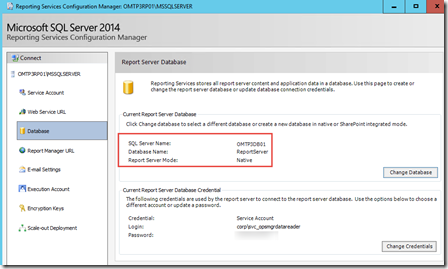 Reporting Services Configuration Manager: OMTP3RP01\MSSQLSERVER
Microsoft SQL Server 2014
Reporting Services Configuration Manager
Connect
OMTP3RP01\MSSQLSERVER
Service Account
Web Service URL
Database
Report Manager URL
E-mail Settings
Execution Account
Encryption Keys
Scale-out Deployment
Report Server Database
Reporting Services stores all report server content and application data in a database. Use this page to create or
change the report server database or update database connection credentials.
Current Report Server Database
Click Change database to select a different database or create a new database in native or SharePoint integrated mode.
SQL Server Name: OMTP3DB01
Database Name: ReportServer
Report Server Mode: Native
Change Database
Current Report Server Database Credential
The following credentials are used by the report server to connect to the report server database. Use the options below to choose a
different account or update a password.
Credential: Service Account
Login: corp\svc_opsmgrdatareader
Password:
Change Credentials